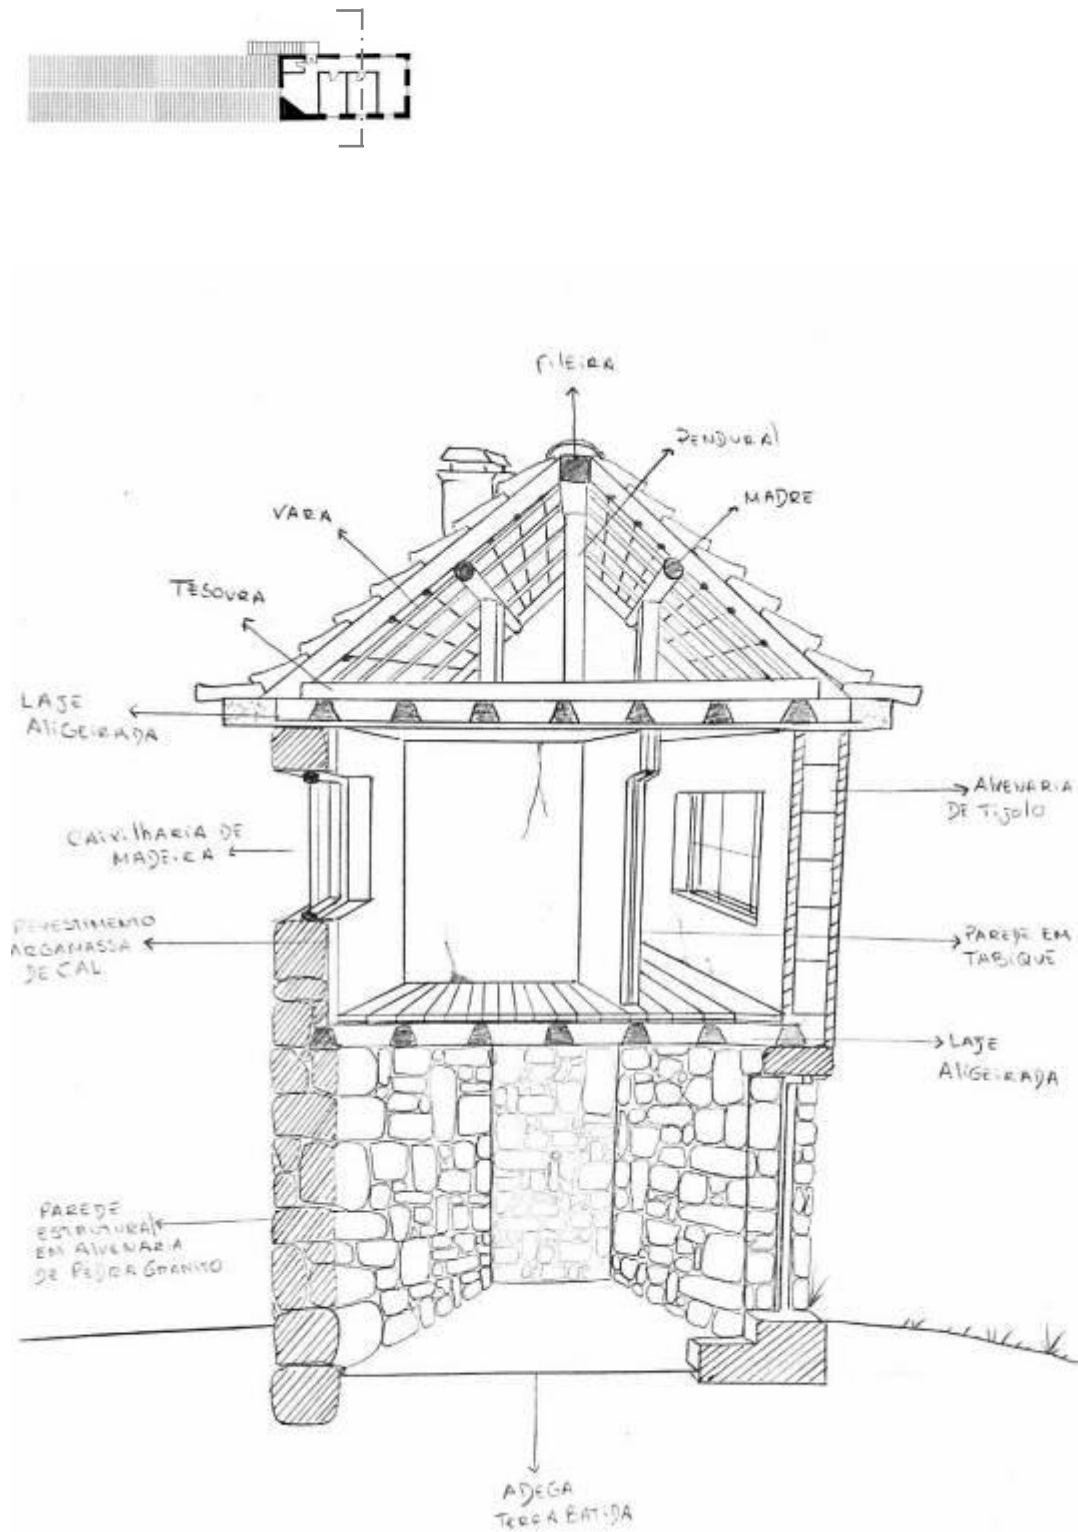 FILEIRA
PENDURAL
MADRE
VARA
TESOURA
LAJE
ALIGEIRADA
ALVENARIA
DE TIJOLO
CAIXILHARIA DE
MADEIRA
REVESTIMENTO
ARGAMASSA
DE CAL
PAREDE EM
TABIQUE
LAJE
ALIGEIRADA
PAREDE
ESTRUTURAL
EM ALVENARIA
DE PEDRA GRANITO
ADEGA
TERRA BATIDA